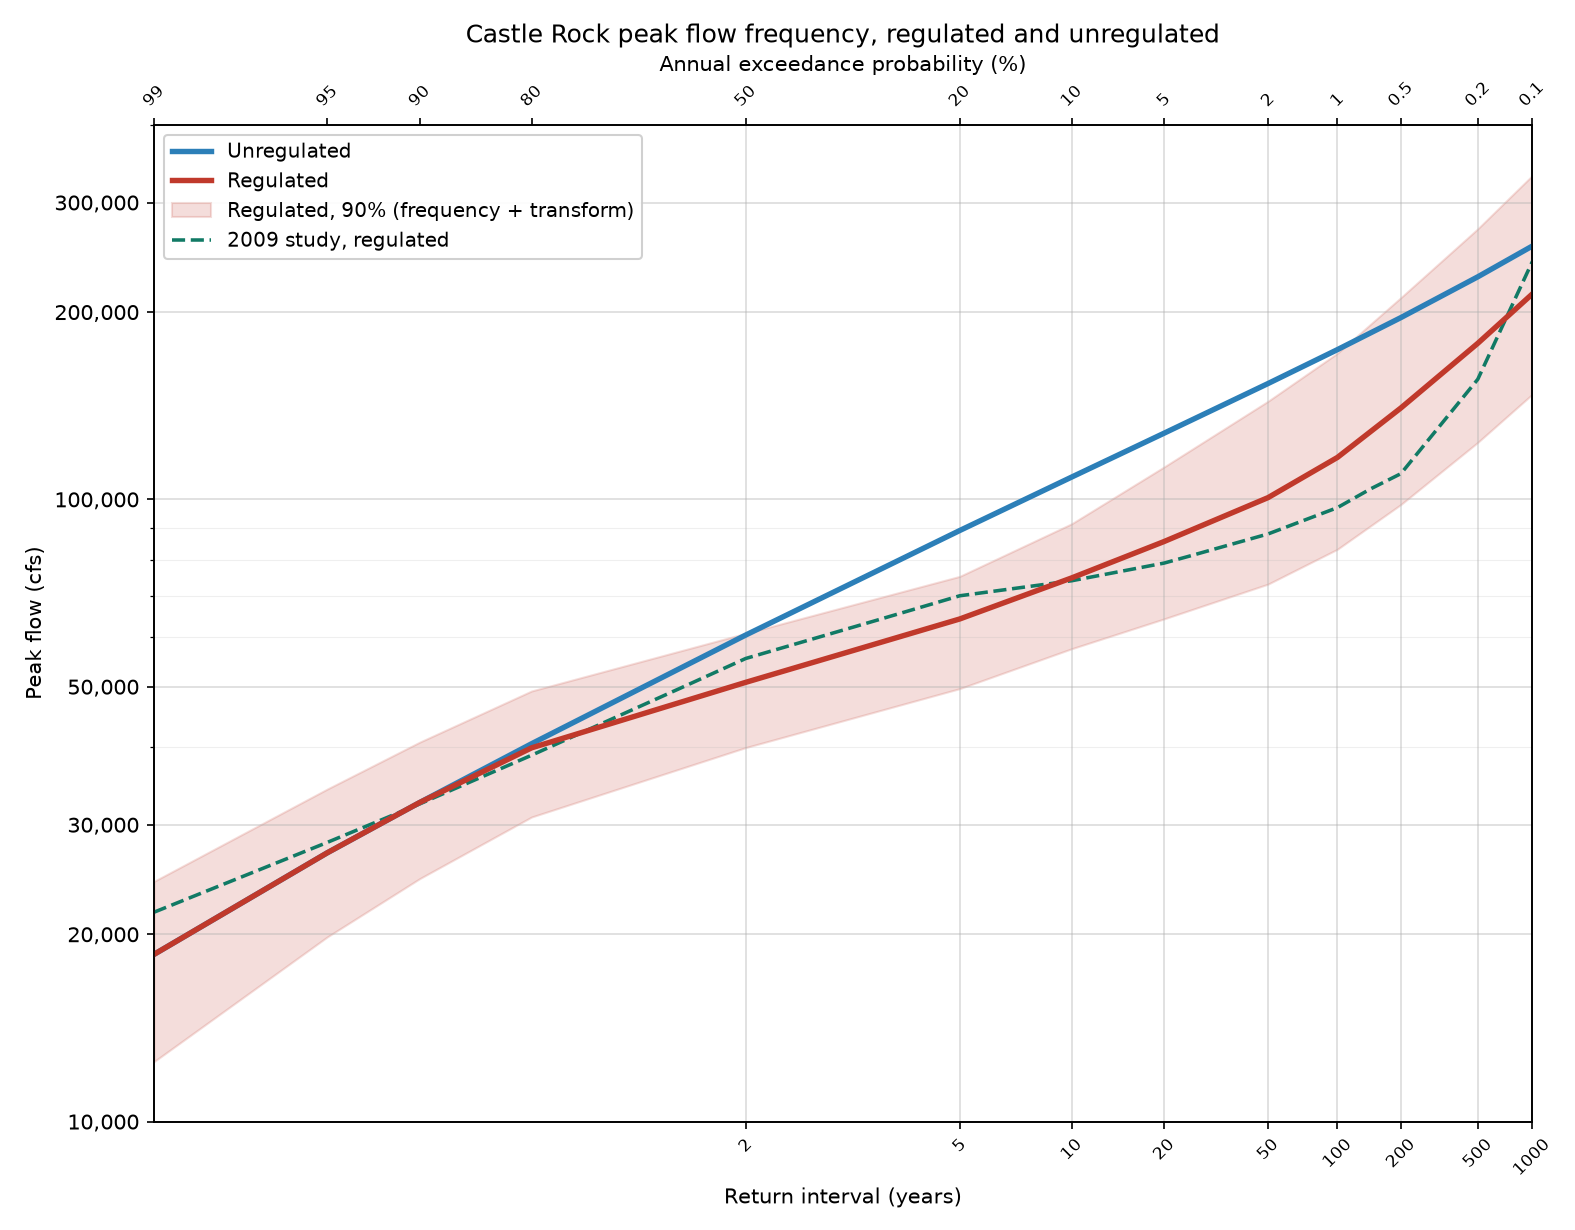 Castle Rock peak flow frequency, regulated and unregulated
Annual exceedance probability (%)
99 95 90 80 50 20 10 5 2 1 0.5 0.2 0.1
Unregulated
Regulated
Regulated, 90% (frequency + transform)
2009 study, regulated
Peak flow (cfs)
300,000
200,000
100,000
50,000
30,000
20,000
10,000
2 5 10 20 50 100 200 500 1000
Return interval (years)